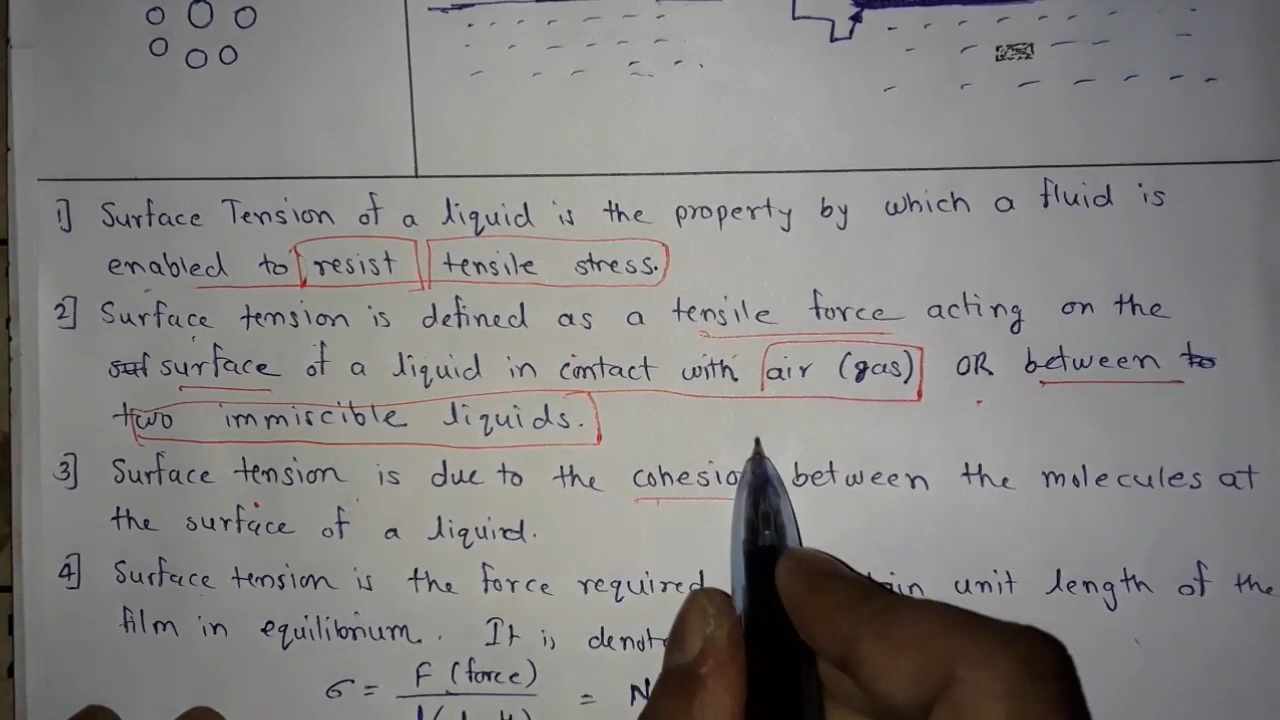 1] Surface Tension of a liquid is the property by which a fluid is
enabled to resist tensile stress.
2] Surface tension is defined as a tensile force acting on the
surface of a liquid in contact with air (gas) OR between
two immiscible liquids.
3] Surface tension is due to the cohesio between the molecules at
the surface of a liquid.
4] Surface tension is the force required unit length of the
film in equilibrium. It is
σ = F (force) = N